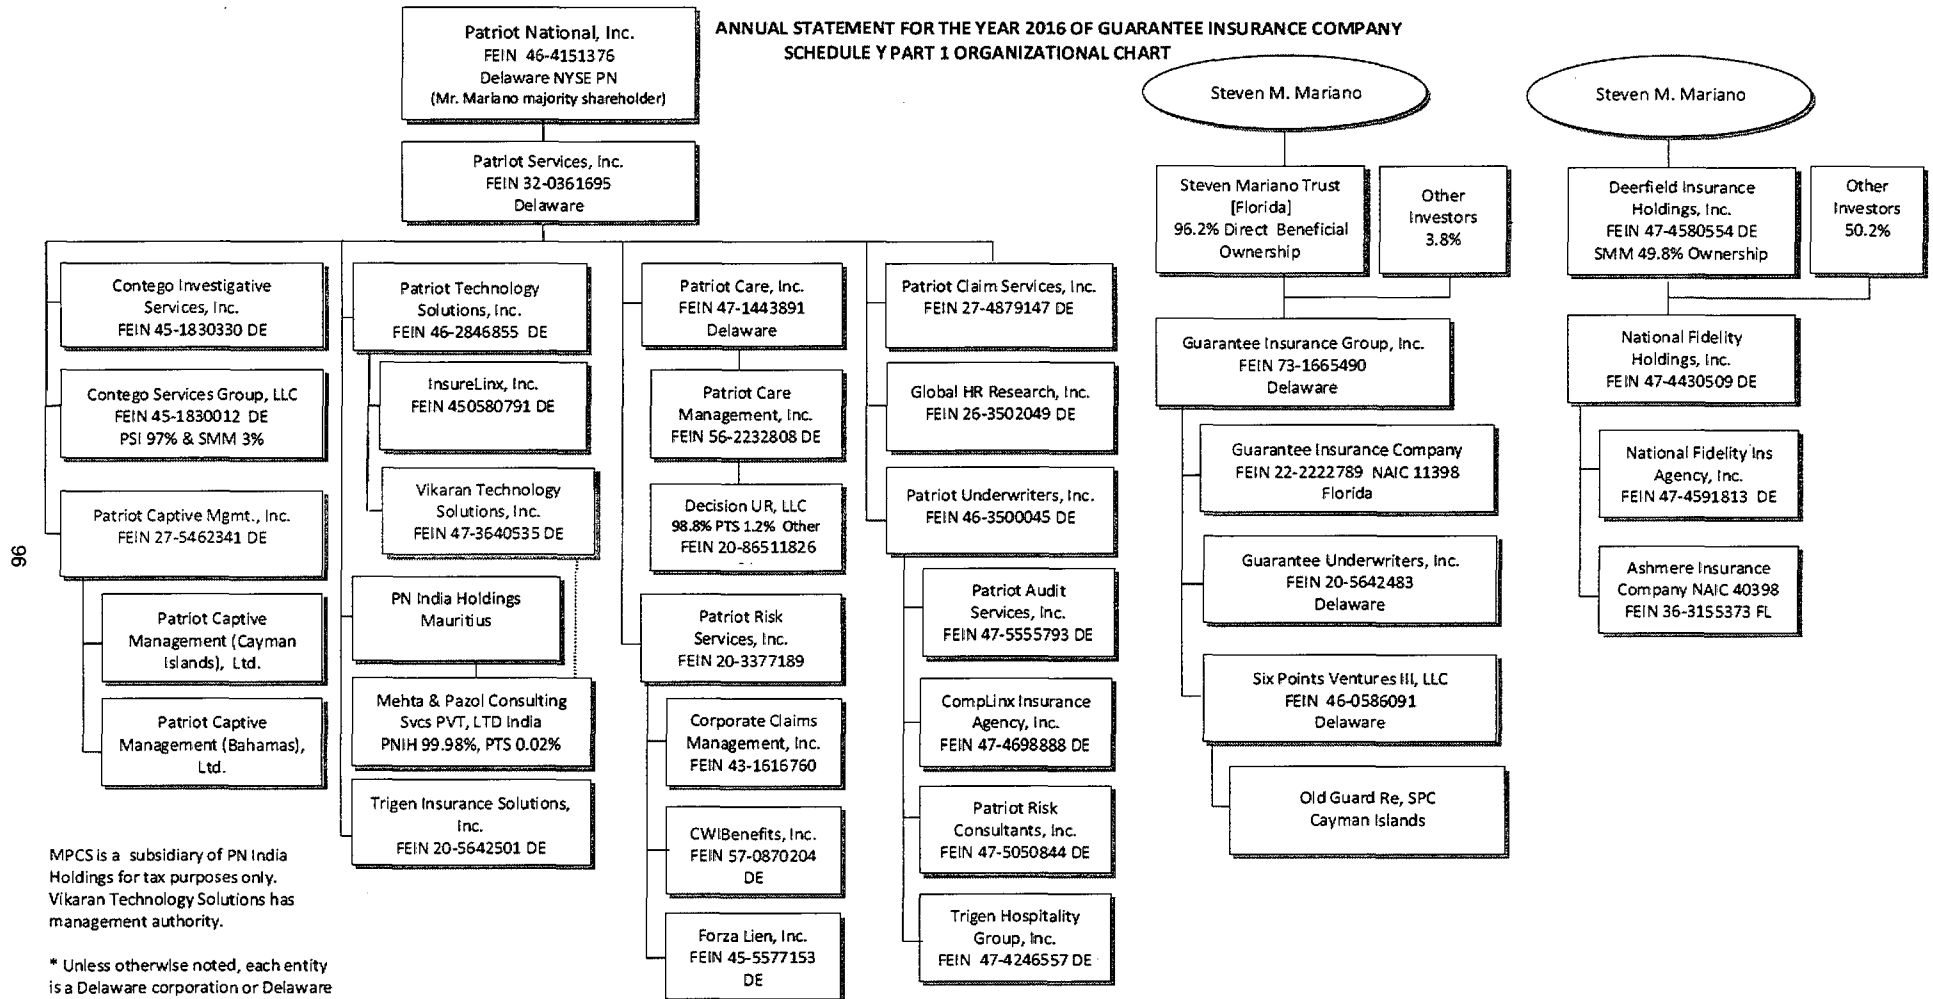 ANNUAL STATEMENT FOR THE YEAR 2016 OF GUARANTEE INSURANCE COMPANY
SCHEDULE Y PART 1 ORGANIZATIONAL CHART
Patriot National, Inc.
FEIN 46-4151376
Delaware NYSE PN
(Mr. Mariano majority shareholder)
Patriot Services, Inc.
FEIN 32-0361695
Delaware
Contego Investigative
Services, Inc.
FEIN 45-1830330 DE
Contego Services Group, LLC
FEIN 45-1830012 DE
PSI 97% & SMM 3%
Patriot Captive Mgmt., Inc.
FEIN 27-5462341 DE
Patriot Captive
Management (Cayman
Islands), Ltd.
Patriot Captive
Management (Bahamas),
Ltd.
Patriot Technology
Solutions, Inc.
FEIN 46-2846855 DE
InsureLinx, Inc.
FEIN 450580791 DE
Vikaran Technology
Solutions, Inc.
FEIN 47-3640535 DE
PN India Holdings
Mauritius
Mehta & Pazol Consulting
Svcs PVT, LTD India
PNIH 99.98%, PTS 0.02%
Trigen Insurance Solutions,
Inc.
FEIN 20-5642501 DE
Patriot Care, Inc.
FEIN 47-1443891
Delaware
Patriot Care
Management, Inc.
FEIN 56-2232808 DE
Decision UR, LLC
98.8% PTS 1.2% Other
FEIN 20-86511826
Patriot Risk
Services, Inc.
FEIN 20-3377189
Corporate Claims
Management, Inc.
FEIN 43-1616760
CWIBenefits, Inc.
FEIN 57-0870204
DE
Forza Lien, Inc.
FEIN 45-5577153
DE
Patriot Claim Services, Inc.
FEIN 27-4879147 DE
Global HR Research, Inc.
FEIN 26-3502049 DE
Patriot Underwriters, Inc.
FEIN 46-3500045 DE
Patriot Audit
Services, Inc.
FEIN 47-5555793 DE
CompLinx Insurance
Agency, Inc.
FEIN 47-4698888 DE
Patriot Risk
Consultants, Inc.
FEIN 47-5050844 DE
Trigen Hospitality
Group, Inc.
FEIN 47-4246557 DE
Steven M. Mariano
Steven Mariano Trust
[Florida]
96.2% Direct Beneficial
Ownership
Other
Investors
3.8%
Guarantee Insurance Group, Inc.
FEIN 73-1665490
Delaware
Guarantee Insurance Company
FEIN 22-2222789 NAIC 11398
Florida
Guarantee Underwriters, Inc.
FEIN 20-5642483
Delaware
Six Points Ventures III, LLC
FEIN 46-0586091
Delaware
Old Guard Re, SPC
Cayman Islands
Steven M. Mariano
Deerfield Insurance
Holdings, Inc.
FEIN 47-4580554 DE
SMM 49.8% Ownership
Other
Investors
50.2%
National Fidelity
Holdings, Inc.
FEIN 47-4430509 DE
National Fidelity Ins
Agency, Inc.
FEIN 47-4591813 DE
Ashmere Insurance
Company NAIC 40398
FEIN 36-3155373 FL
96
MPCS is a subsidiary of PN India
Holdings for tax purposes only.
Vikaran Technology Solutions has
management authority.
* Unless otherwise noted, each entity
is a Delaware corporation or Delaware